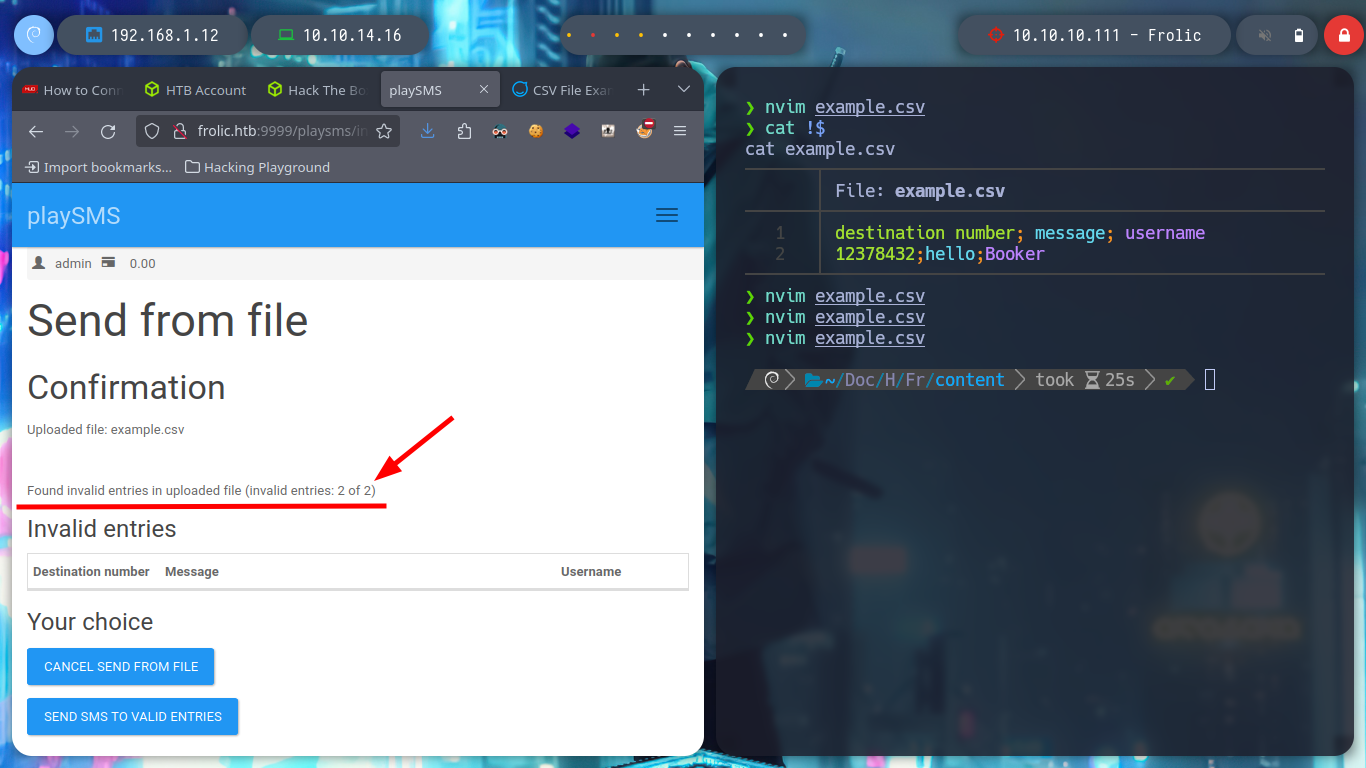 192.168.1.12
10.10.14.16
10.10.10.111 - Frolic
How to Conn
HTB Account
Hack The Bo
playSMS
CSV File Exam
frolic.htb:9999/playsms/in
Import bookmarks...
Hacking Playground
playSMS
admin 0.00
Send from file
Confirmation
Uploaded file: example.csv
Found invalid entries in uploaded file (invalid entries: 2 of 2)
Invalid entries
Destination number Message Username
Your choice
CANCEL SEND FROM FILE
SEND SMS TO VALID ENTRIES
❯ nvim example.csv
❯ cat !$
cat example.csv
File: example.csv
1 destination number; message; username
2 12378432;hello;Booker
❯ nvim example.csv
❯ nvim example.csv
❯ nvim example.csv
~/Doc/H/Fr/content took 25s ✔